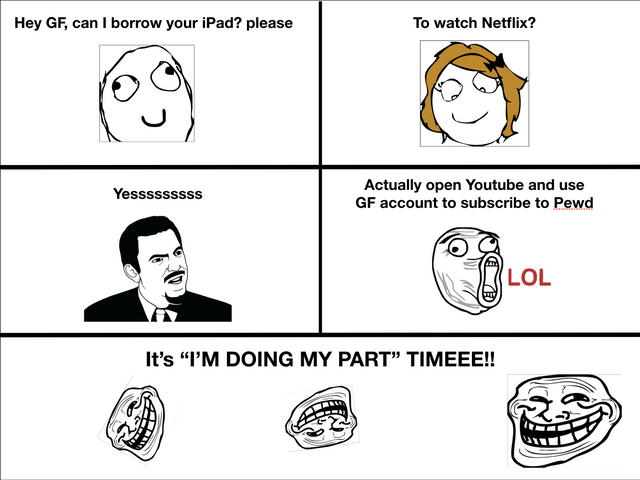 Hey GF, can I borrow your iPad? please
To watch Netflix?
Yesssssssss
Actually open Youtube and use
GF account to subscribe to Pewd
LOL
It’s “I’M DOING MY PART” TIMEEE!!